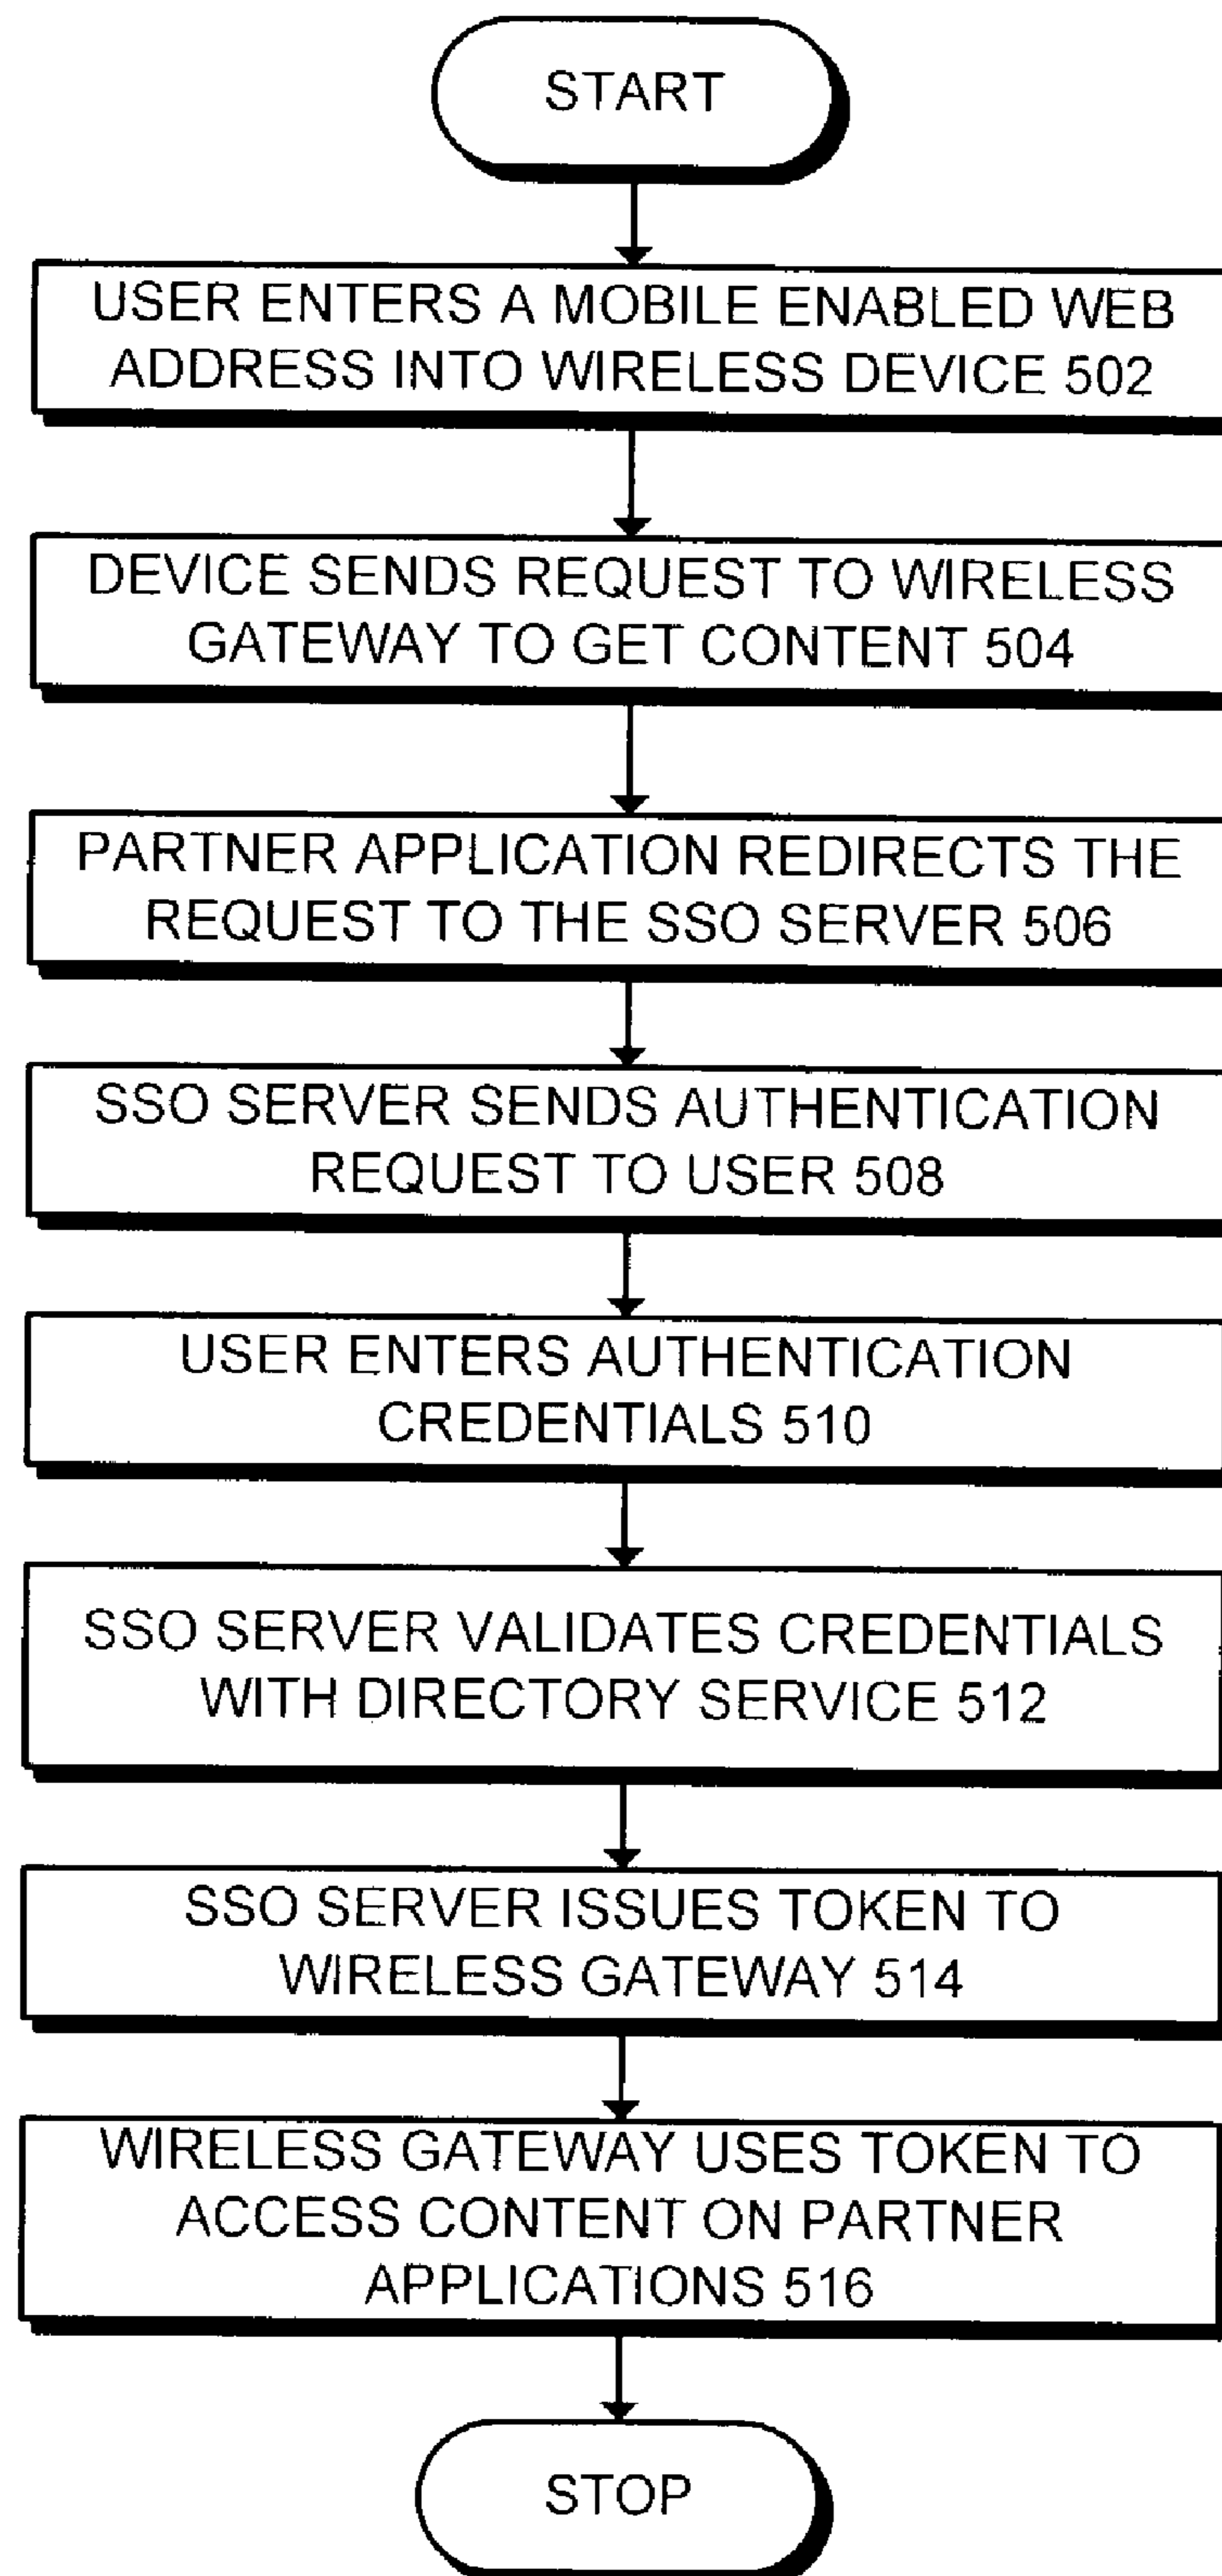 START
USER ENTERS A MOBILE ENABLED WEB
ADDRESS INTO WIRELESS DEVICE 502
DEVICE SENDS REQUEST TO WIRELESS
GATEWAY TO GET CONTENT 504
PARTNER APPLICATION REDIRECTS THE
REQUEST TO THE SSO SERVER 506
SSO SERVER SENDS AUTHENTICATION
REQUEST TO USER 508
USER ENTERS AUTHENTICATION
CREDENTIALS 510
SSO SERVER VALIDATES CREDENTIALS
WITH DIRECTORY SERVICE 512
SSO SERVER ISSUES TOKEN TO
WIRELESS GATEWAY 514
WIRELESS GATEWAY USES TOKEN TO
ACCESS CONTENT ON PARTNER
APPLICATIONS 516
STOP